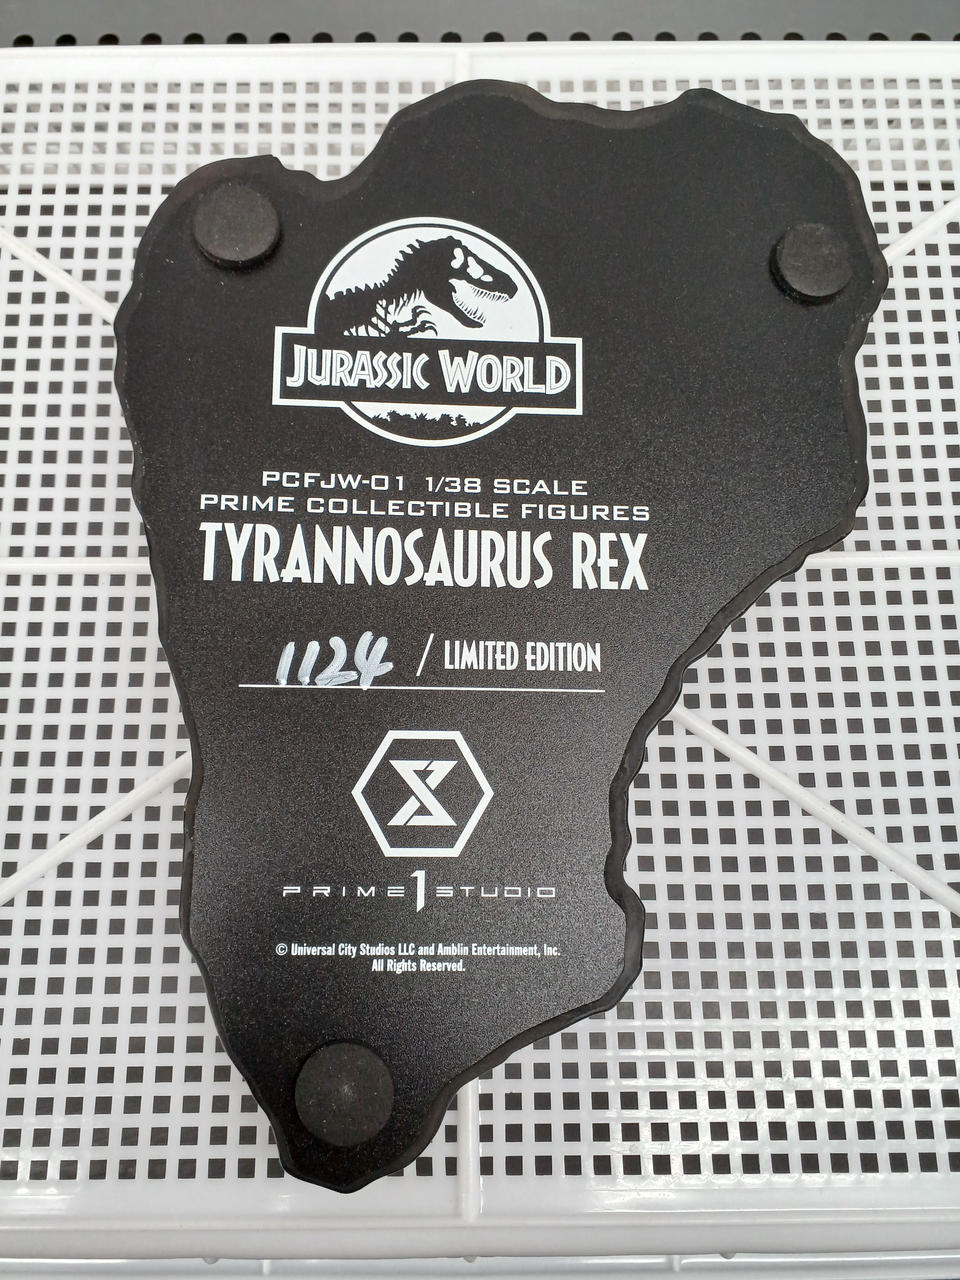 JURASSIC WORLD
PCFJW-01 1/38 SCALE
PRIME COLLECTIBLE FIGURES
TYRANNOSAURUS REX
1124 / LIMITED EDITION
PRIME 1 STUDIO
© Universal City Studios LLC and Amblin Entertainment, Inc.
All Rights Reserved.